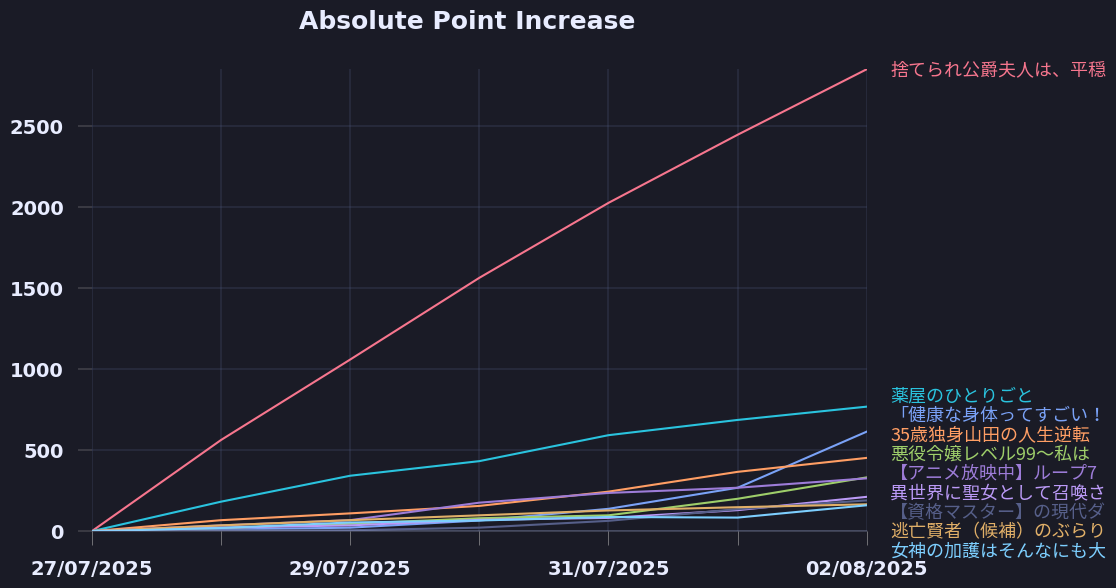 Absolute Point Increase
捨てられ公爵夫人は、平穏
2500
2000
1500
1000
薬屋のひとりごと
「健康な身体ってすごい！
35歳独身山田の人生逆転
500
悪役令嬢レベル99～私は
【アニメ放映中】ループ7
異世界に聖女として召喚さ
【資格マスター】の現代ダ
0
逃亡賢者（候補）のぶらり
女神の加護はそんなにも大
27/07/2025 29/07/2025 31/07/2025 02/08/2025